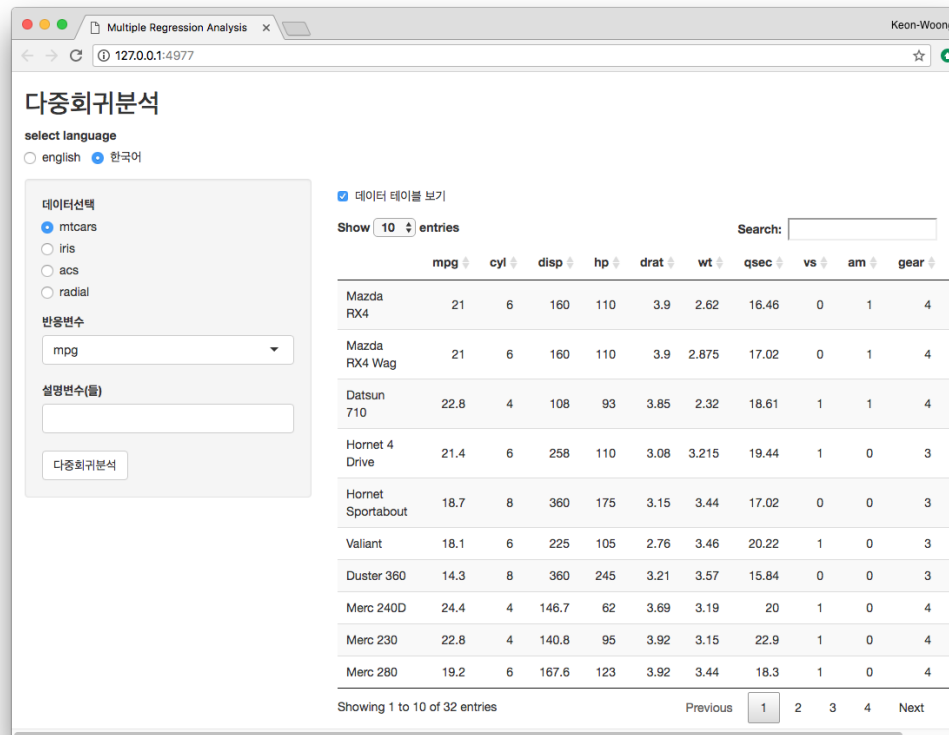 Multiple Regression Analysis
127.0.0.1:4977
다중회귀분석
select language
english 한국어
데이터선택
mtcars
iris
acs
radial
반응변수
mpg
설명변수(들)
다중회귀분석
데이터 테이블 보기
Show 10 entries
Search:
mpg cyl disp hp drat wt qsec vs am gear
Mazda RX4 21 6 160 110 3.9 2.62 16.46 0 1 4
Mazda RX4 Wag 21 6 160 110 3.9 2.875 17.02 0 1 4
Datsun 710 22.8 4 108 93 3.85 2.32 18.61 1 1 4
Hornet 4 Drive 21.4 6 258 110 3.08 3.215 19.44 1 0 3
Hornet Sportabout 18.7 8 360 175 3.15 3.44 17.02 0 0 3
Valiant 18.1 6 225 105 2.76 3.46 20.22 1 0 3
Duster 360 14.3 8 360 245 3.21 3.57 15.84 0 0 3
Merc 240D 24.4 4 146.7 62 3.69 3.19 20 1 0 4
Merc 230 22.8 4 140.8 95 3.92 3.15 22.9 1 0 4
Merc 280 19.2 6 167.6 123 3.92 3.44 18.3 1 0 4
Showing 1 to 10 of 32 entries
Previous 1 2 3 4 Next